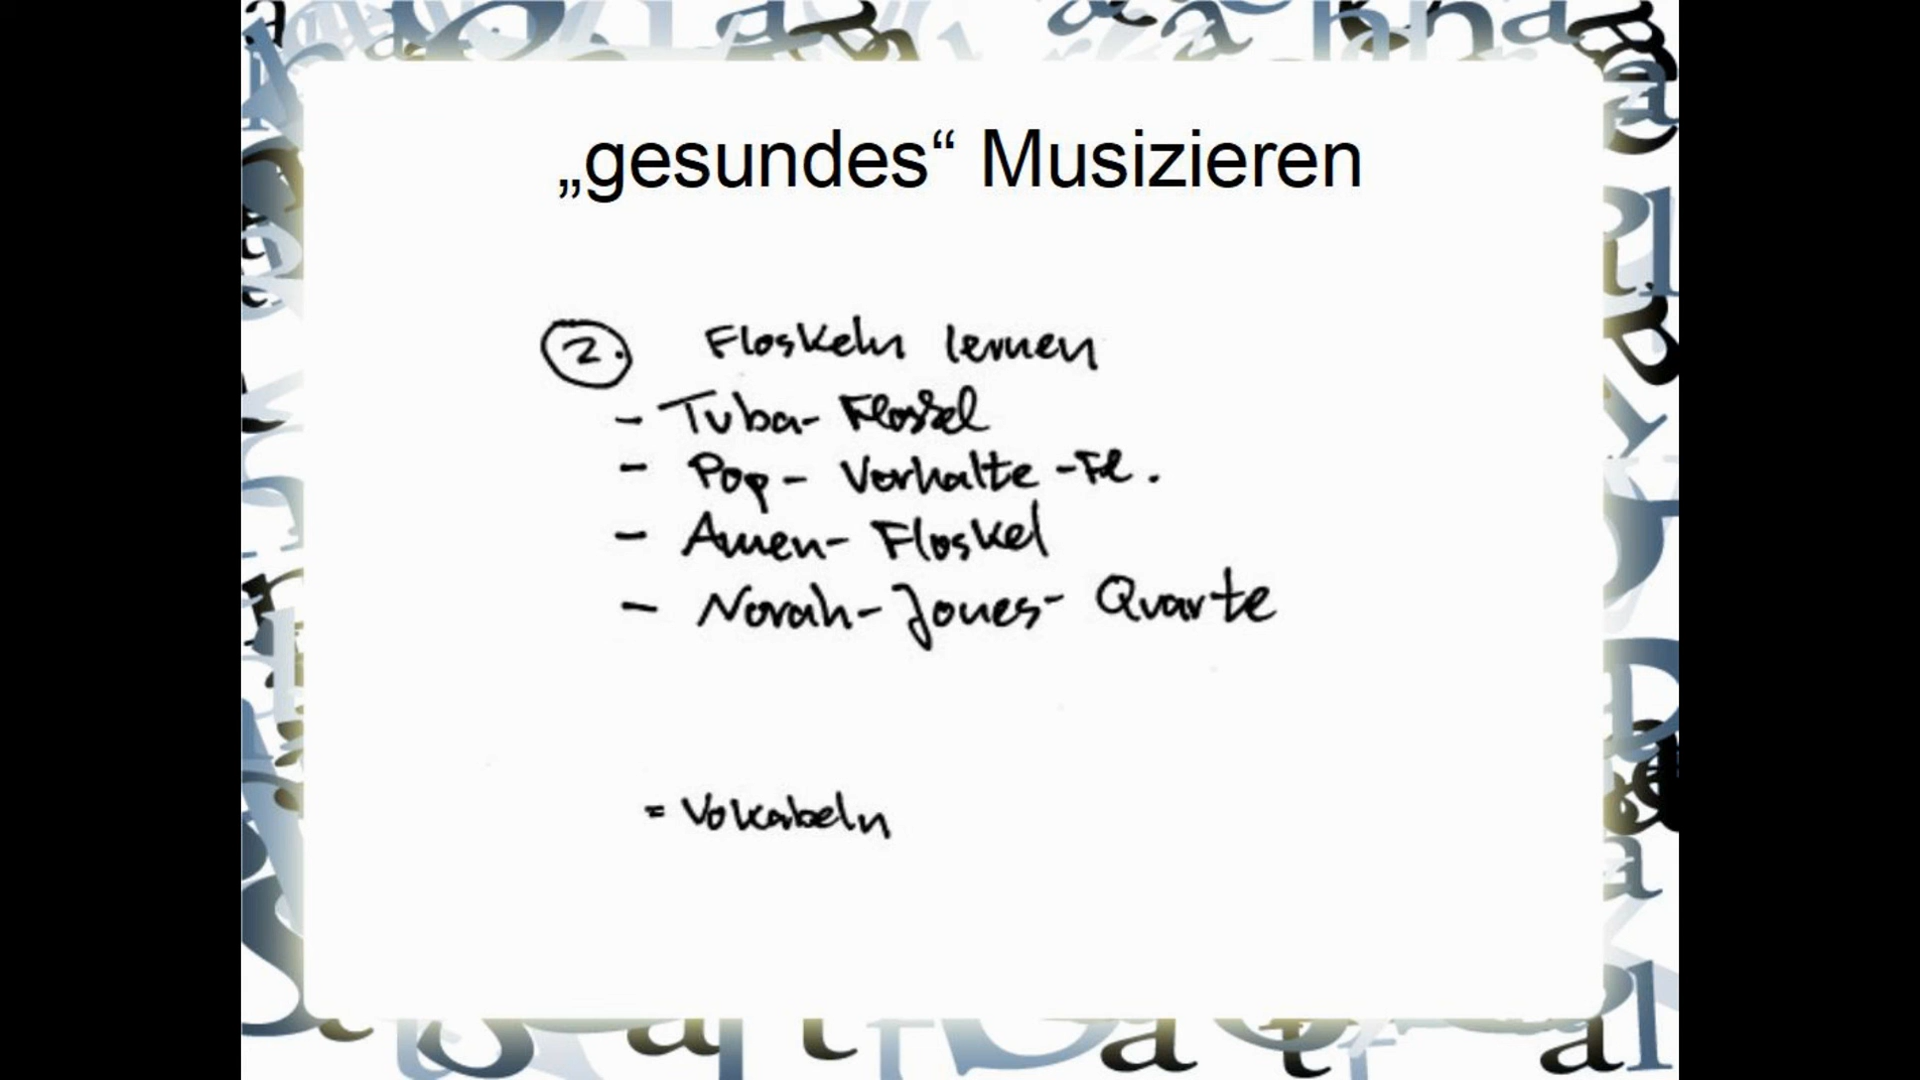 „gesundes“ Musizieren
2. Floskeln lernen
- Tuba- Floskel
- Pop- Vorhalte -Fl.
- Amen- Floskel
- Norah-Jones- Quarte
= Vokabeln